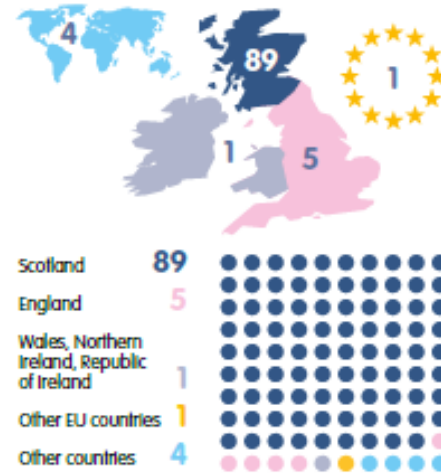 4
89
1
1
5
Scotland 89
England 5
Wales, Northern
Ireland, Republic
of Ireland 1
Other EU countries 1
Other countries 4